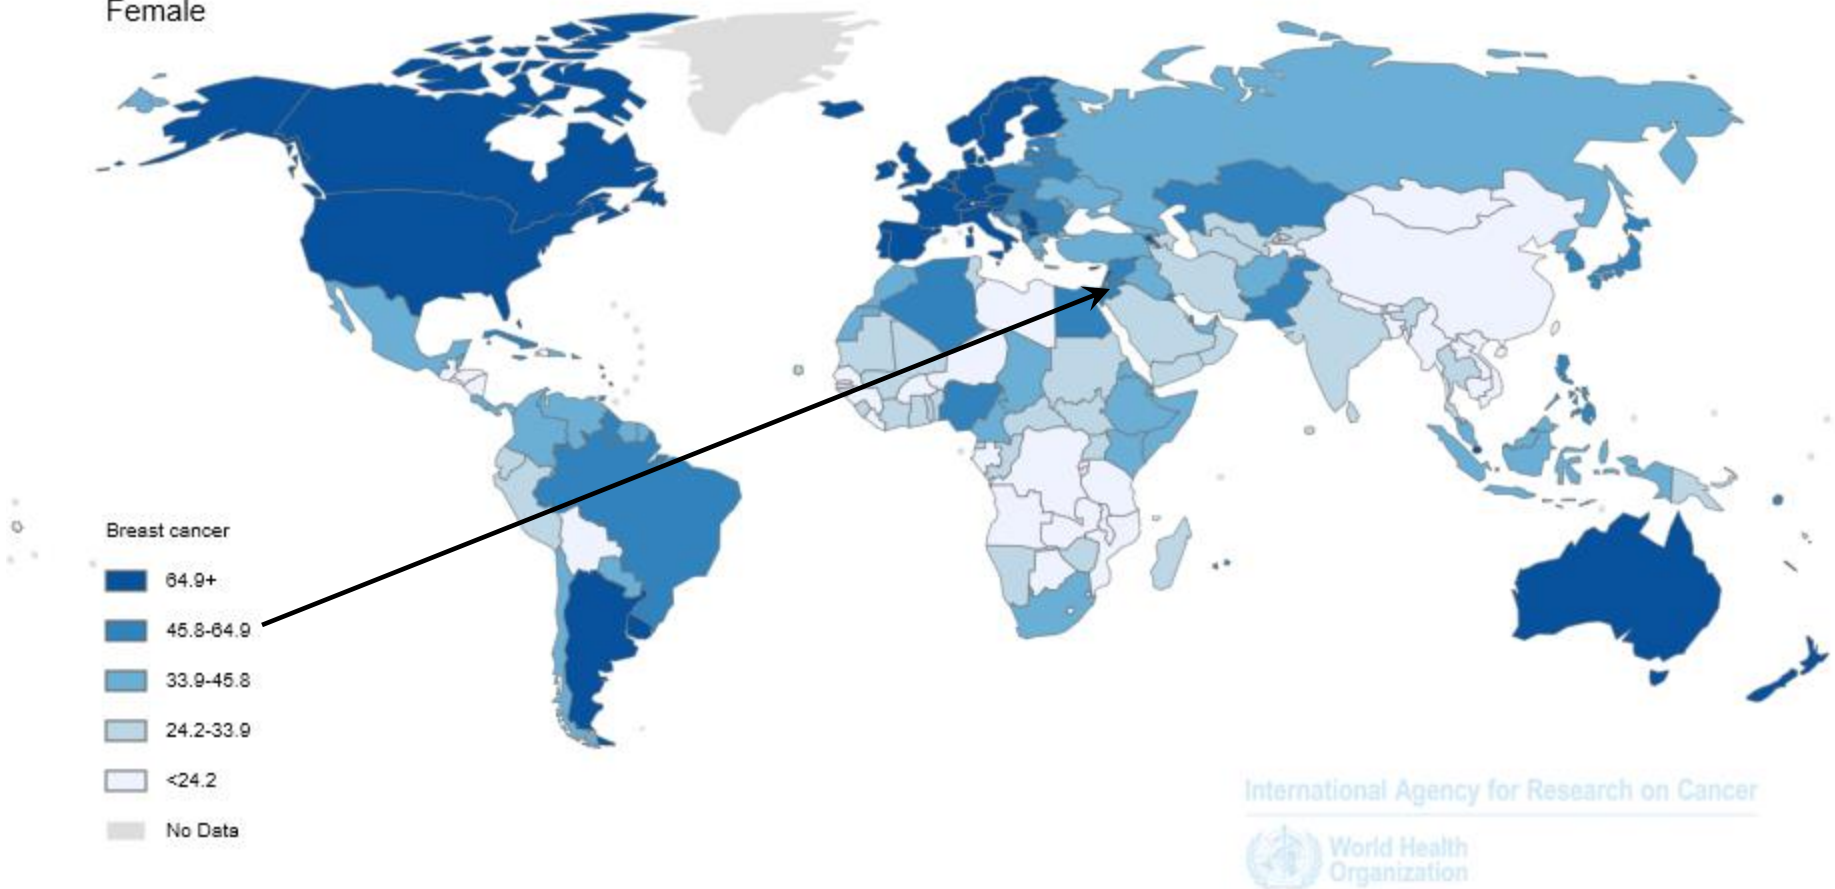 Female
Breast cancer
64.9+
45.8-64.9
33.9-45.8
24.2-33.9
<24.2
No Data
International Agency for Research on Cancer
World Health
Organization